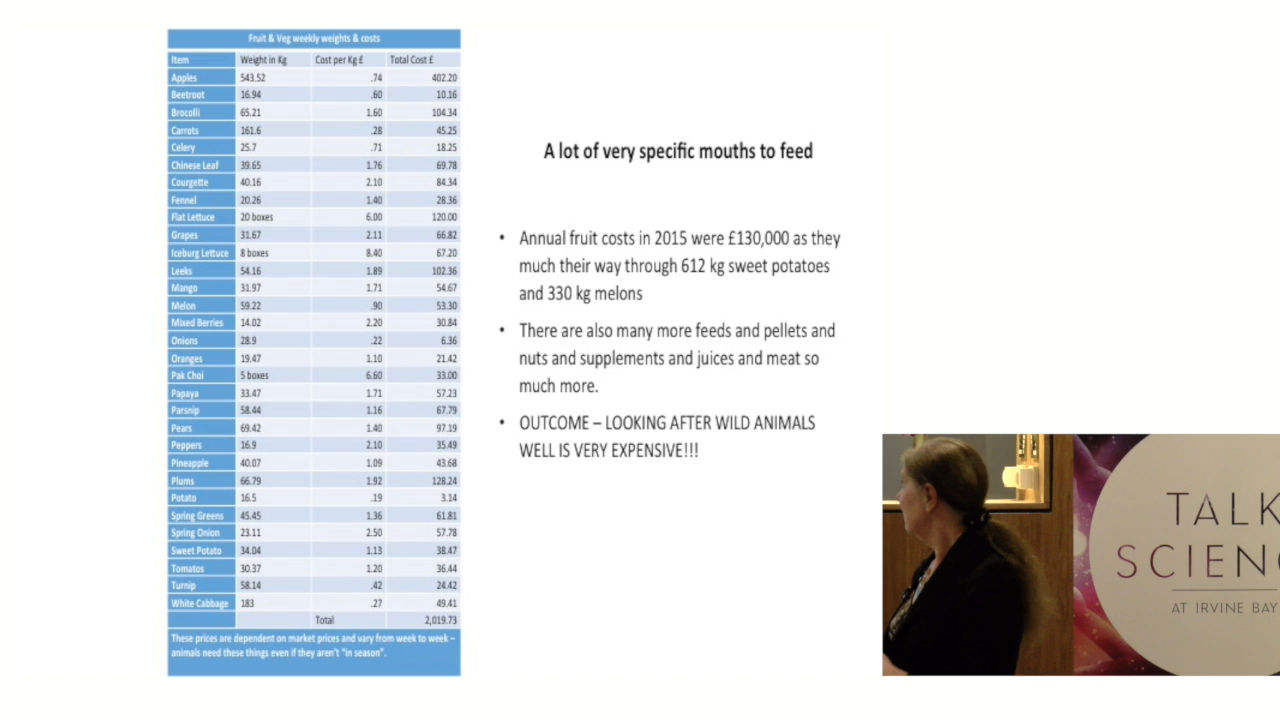 Fruit & Veg weekly weights & costs
Item Weight in Kg Cost per Kg £ Total Cost £
Apples 543.52 .74 402.20
Beetroot 16.94 .60 10.16
Brocolli 65.21 1.60 104.34
Carrots 161.6 .28 45.25
Celery 25.7 .71 18.25
Chinese Leaf 39.65 1.76 69.78
Courgette 40.16 2.10 84.34
Fennel 20.26 1.40 28.36
Flat Lettuce 20 boxes 6.00 120.00
Grapes 31.67 2.11 66.82
Iceburg Lettuce 8 boxes 8.40 67.20
Leeks 54.16 1.89 102.36
Mango 31.97 1.71 54.67
Melon 59.22 .90 53.30
Mixed Berries 14.02 2.20 30.84
Onions 28.9 .22 6.36
Oranges 19.47 1.10 21.42
Pak Choi 5 boxes 6.60 33.00
Papaya 33.47 1.71 57.23
Parsnip 58.44 1.16 67.79
Pears 69.42 1.40 97.19
Peppers 16.9 2.10 35.49
Pineapple 40.07 1.09 43.68
Plums 66.79 1.92 128.24
Potato 16.5 .19 3.14
Spring Greens 45.45 1.36 61.81
Spring Onion 23.11 2.50 57.78
Sweet Potato 34.04 1.13 38.47
Tomatos 30.37 1.20 36.44
Turnip 58.14 .42 24.42
White Cabbage 183 .27 49.41
Total 2,019.73
These prices are dependent on market prices and vary from week to week –
animals need these things even if they aren't "in season".
A lot of very specific mouths to feed
• Annual fruit costs in 2015 were £130,000 as they
much their way through 612 kg sweet potatoes
and 330 kg melons
• There are also many more feeds and pellets and
nuts and supplements and juices and meat so
much more.
• OUTCOME – LOOKING AFTER WILD ANIMALS
WELL IS VERY EXPENSIVE!!!
TALK
SCIENC
AT IRVINE BAY